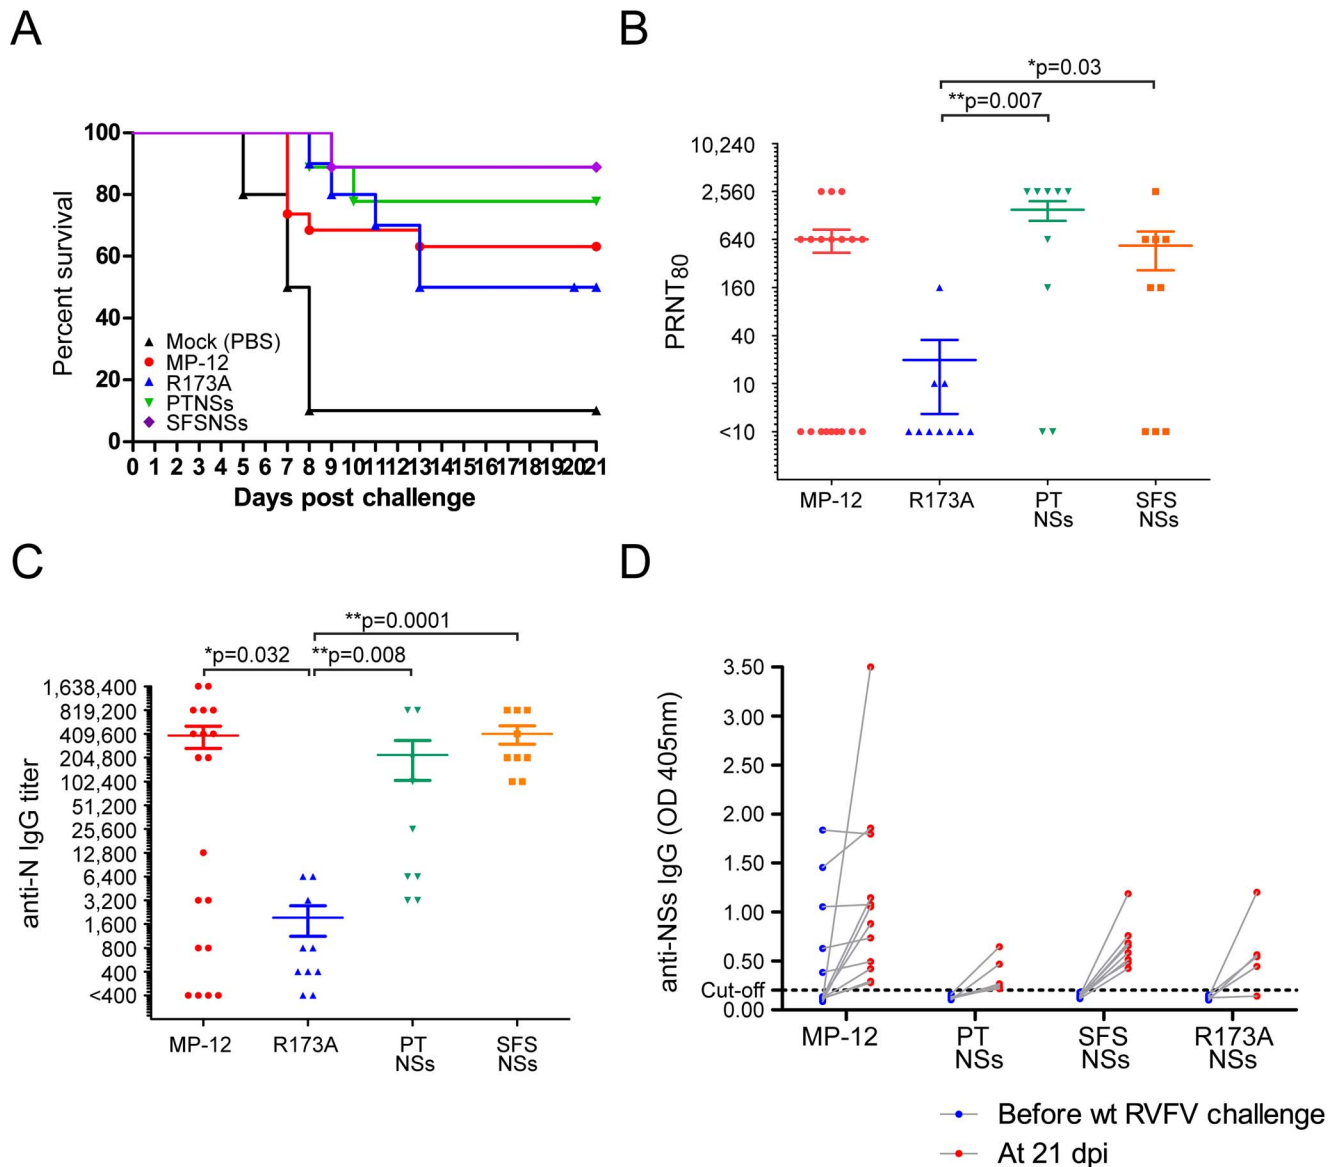 A
100
80
60
40
20
0
Percent survival
Mock (PBS)
MP-12
R173A
PTNSs
SFSNSs
0 1 2 3 4 5 6 7 8 9 10 11 12 13 14 15 16 17 18 19 20 21
Days post challenge
B
*p=0.03
**p=0.007
10,240
2,560
640
160
40
10
<10
PRNT80
MP-12 R173A PT SFS
NSs NSs
C
**p=0.0001
*p=0.032 **p=0.008
1,638,400
819,200
409,600
204,800
102,400
51,200
25,600
12,800
6,400
3,200
1,600
800
400
<400
anti-N IgG titer
MP-12 R173A PT SFS
NSs NSs
D
3.50
3.00
2.50
2.00
1.50
1.00
0.50
Cut-off
0.00
anti-NSs IgG (OD 405nm)
MP-12 PT SFS R173A
NSs NSs NSs
Before wt RVFV challenge
At 21 dpi